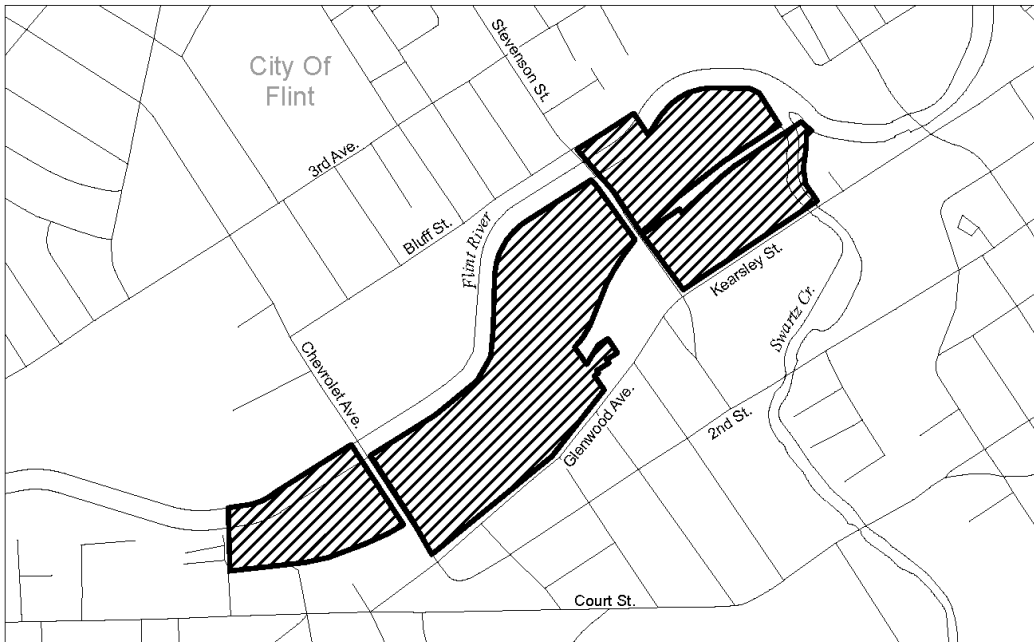 City Of
Flint
Stevenson St.
3rd Ave.
Bluff St.
Flint River
Kearsley St.
Swartz Cr.
Chevrolet Ave.
Glenwood Ave.
2nd St.
Court St.